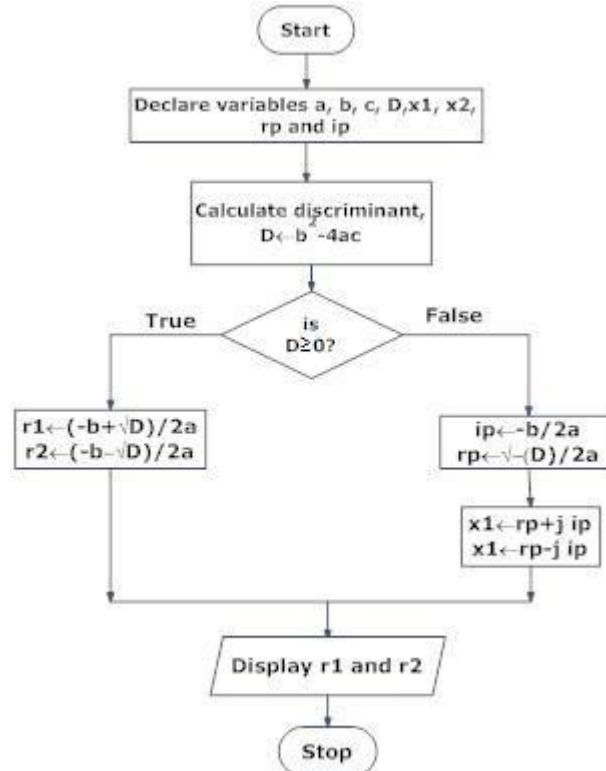 Start
Declare variables a, b, c, D,x1, x2,
rp and ip
Calculate discriminant,
D←b²-4ac
is
D≥0?
True
False
r1←(-b+√D)/2a
r2←(-b-√D)/2a
ip←-b/2a
rp←√-(D)/2a
x1←rp+j ip
x1←rp-j ip
Display r1 and r2
Stop